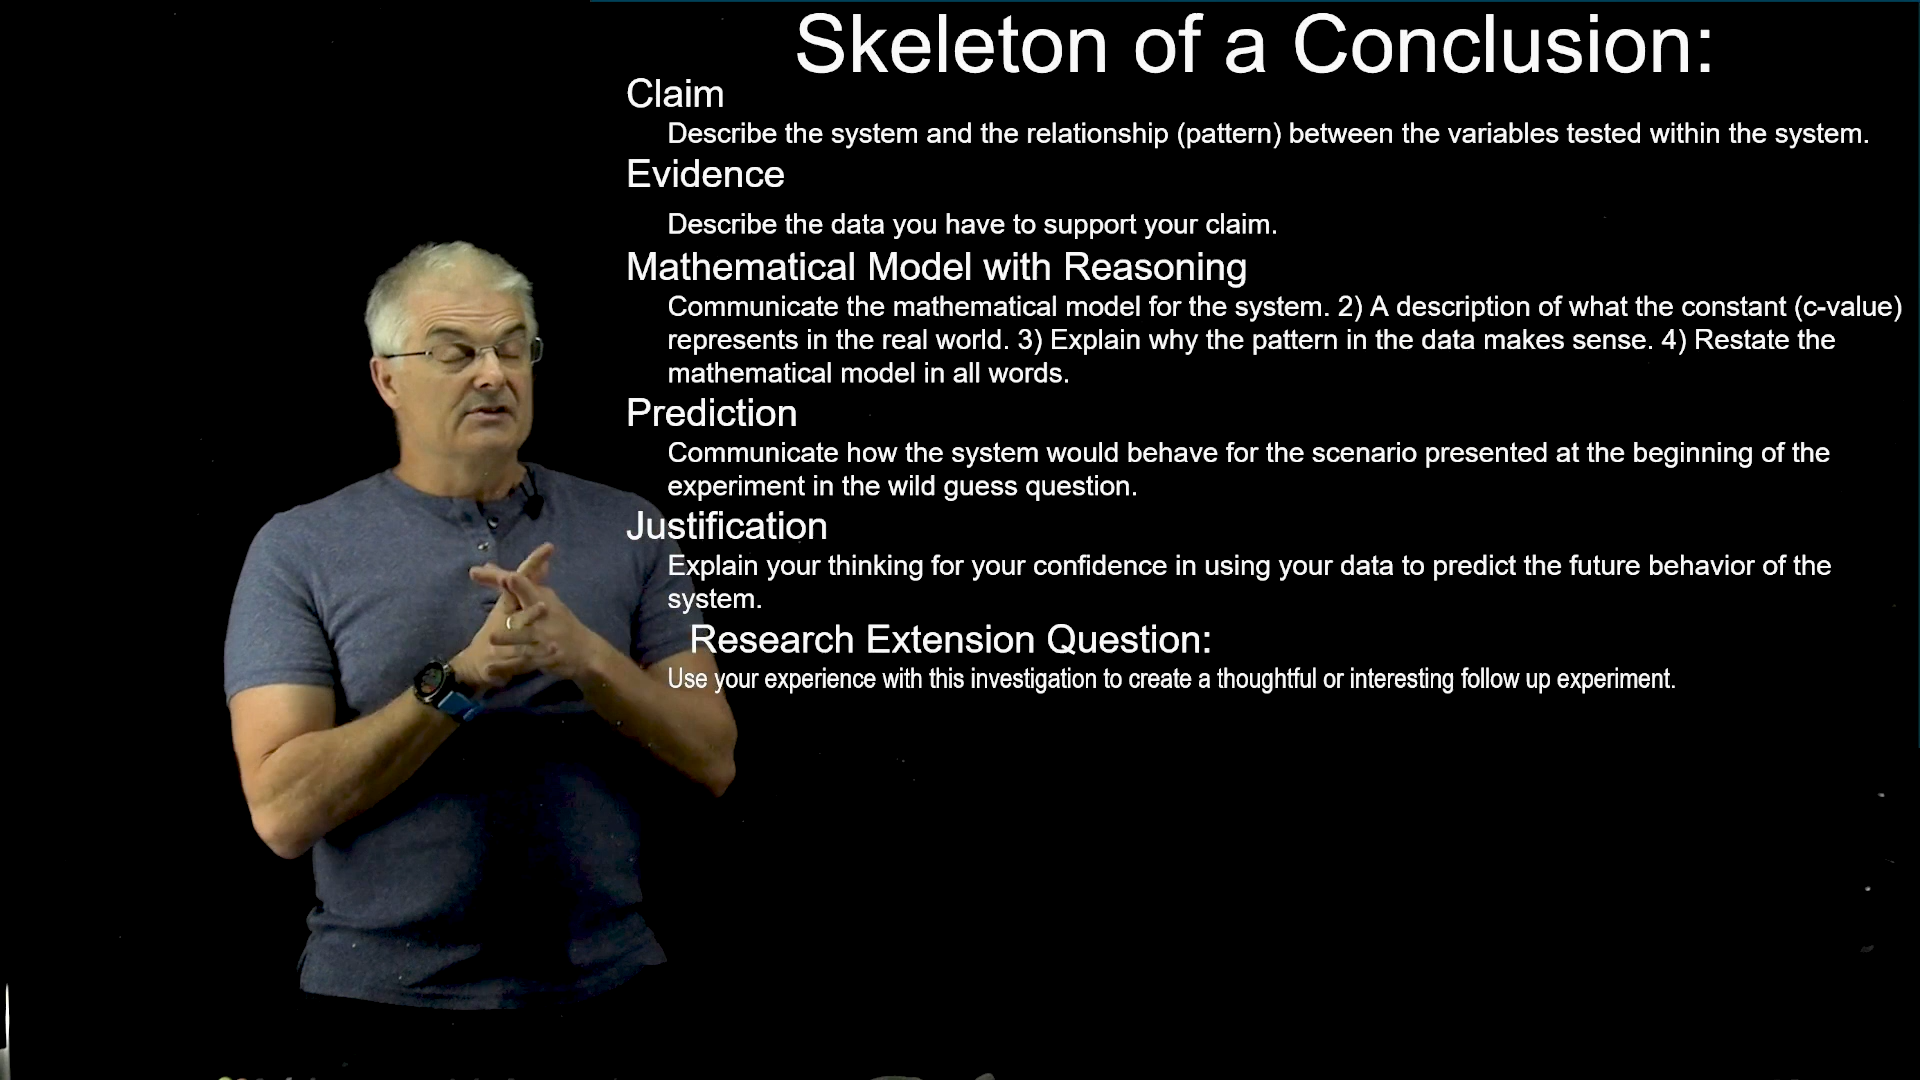 Skeleton of a Conclusion:
Claim
Describe the system and the relationship (pattern) between the variables tested within the system.
Evidence
Describe the data you have to support your claim.
Mathematical Model with Reasoning
Communicate the mathematical model for the system. 2) A description of what the constant (c-value)
represents in the real world. 3) Explain why the pattern in the data makes sense. 4) Restate the
mathematical model in all words.
Prediction
Communicate how the system would behave for the scenario presented at the beginning of the
experiment in the wild guess question.
Justification
Explain your thinking for your confidence in using your data to predict the future behavior of the
system.
Research Extension Question:
Use your experience with this investigation to create a thoughtful or interesting follow up experiment.